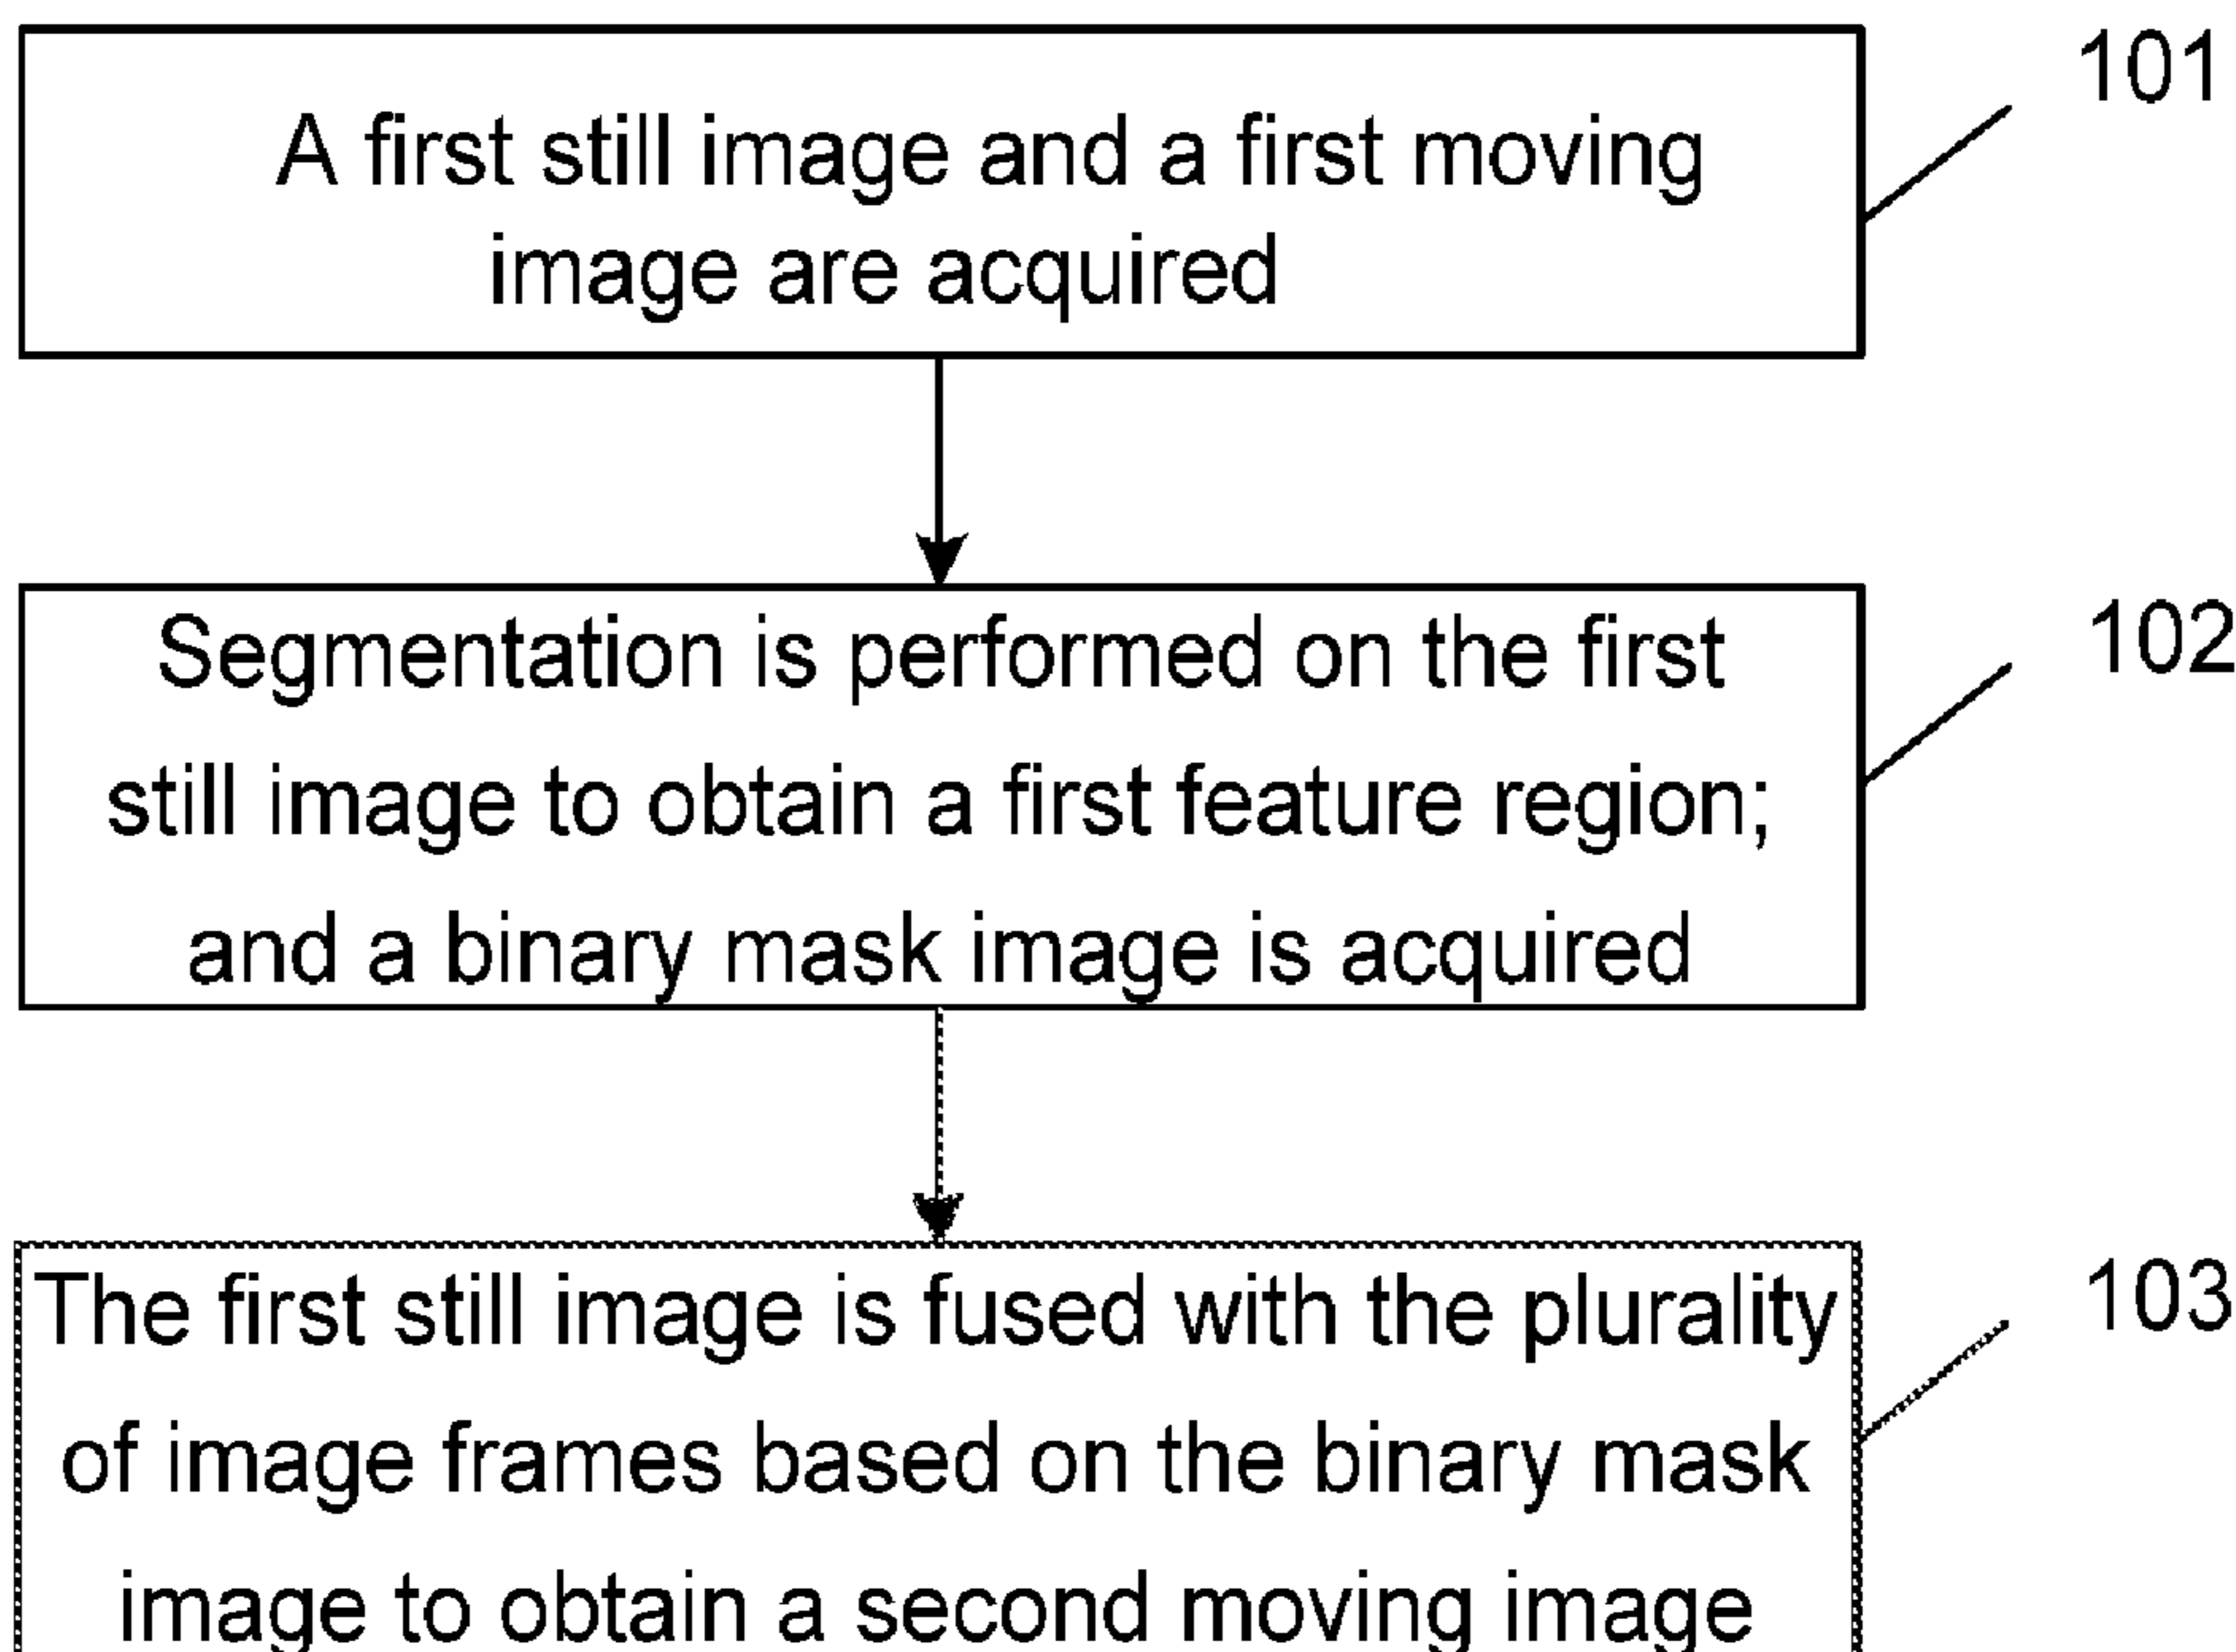 101
A first still image and a first moving
image are acquired
102
Segmentation is performed on the first
still image to obtain a first feature region;
and a binary mask image is acquired
103
The first still image is fused with the plurality
of image frames based on the binary mask
image to obtain a second moving image